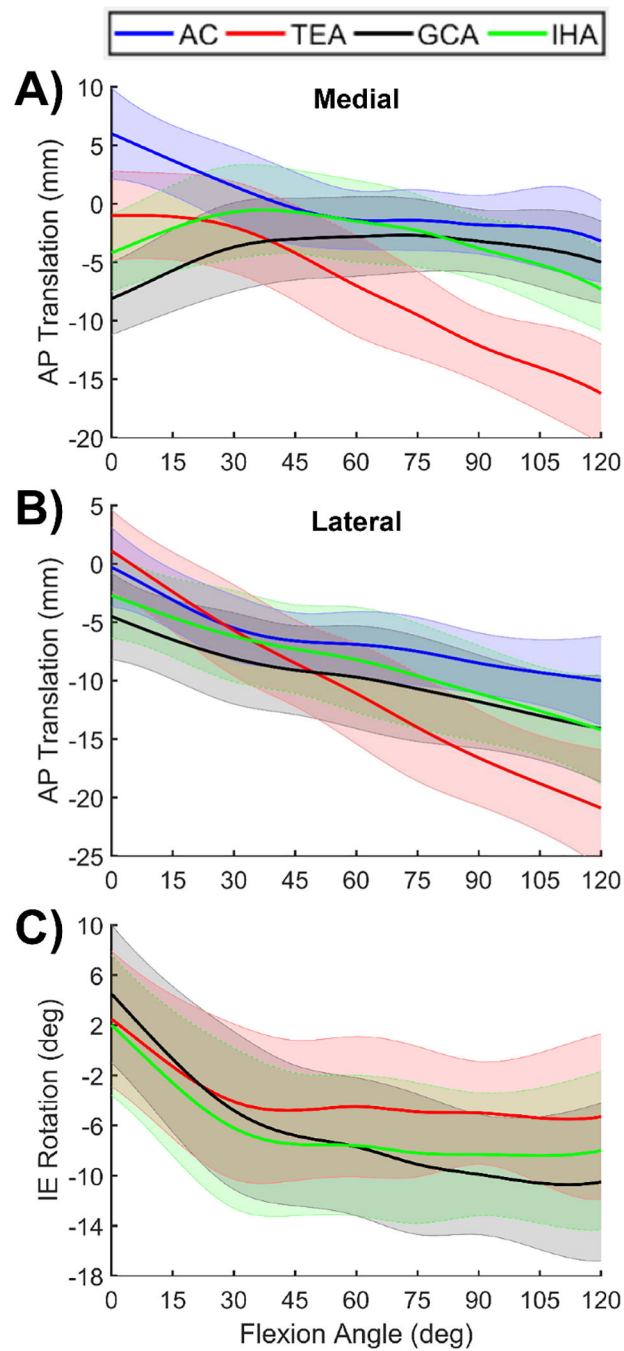 AC TEA GCA IHA
A)
Medial
AP Translation (mm)
10
5
0
-5
-10
-15
-20
0 15 30 45 60 75 90 105 120
B)
Lateral
AP Translation (mm)
5
0
-5
-10
-15
-20
-25
0 15 30 45 60 75 90 105 120
C)
IE Rotation (deg)
10
6
2
-2
-6
-10
-14
-18
0 15 30 45 60 75 90 105 120
Flexion Angle (deg)